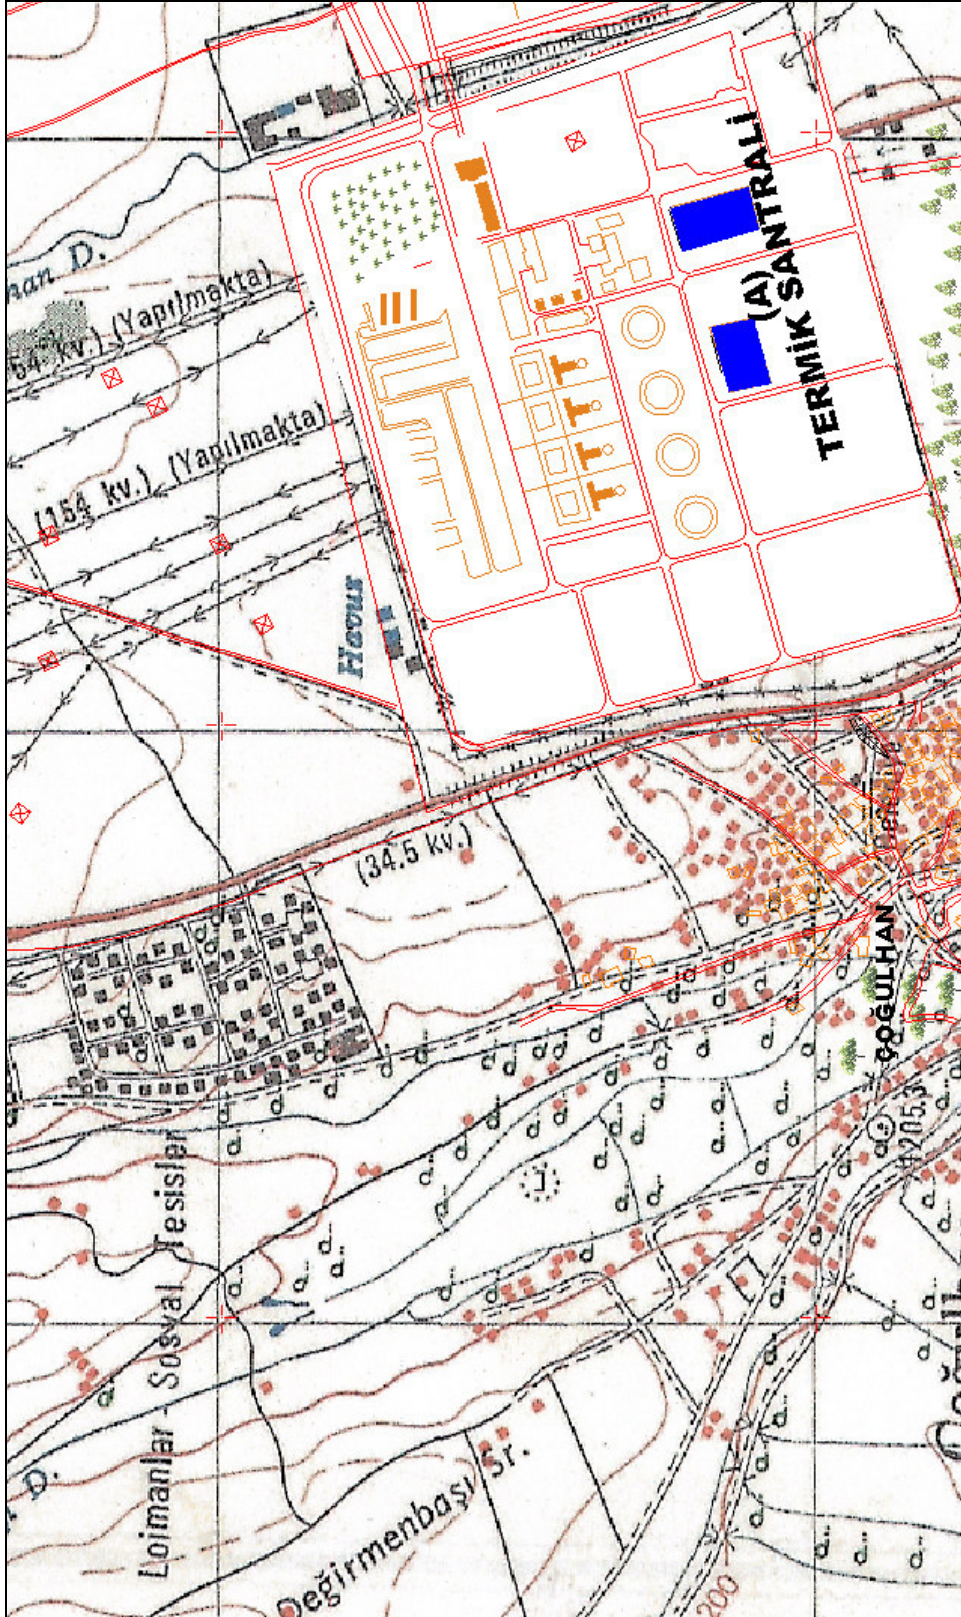 D.
kv.) (Yapılmakta)
(154 kv.) (Yapılmakta)
(A)
TERMİK SANTRALİ
Havuz
(34.5 kv.)
ÇOĞULHAN
1205.3
Lojmanlar - Sosyal Tesisler
D.
Değirmenbaşı Sr.
200